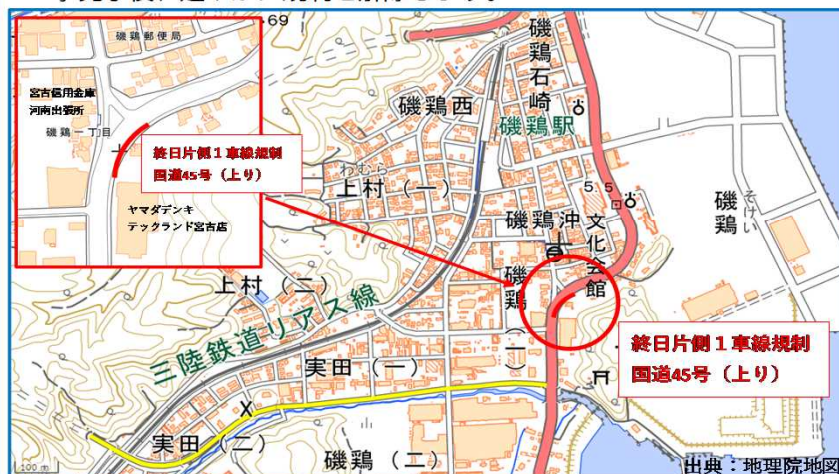 磯鶏郵便局
宮古信用金庫
河南出張所
磯鶏一丁目
終日片側１車線規制
国道45号（上り）
ヤマダデンキ
テックランド宮古店
69
磯鶏石崎
磯鶏西
磯鶏駅
わむら
上村（一）
55
磯鶏沖
文化会館
磯鶏
そけい
上村（二）
磯鶏（一）
三陸鉄道リアス線
終日片側１車線規制
国道45号（上り）
実田（一）
実田（二）
磯鶏（二）
100 m
出典：地理院地図